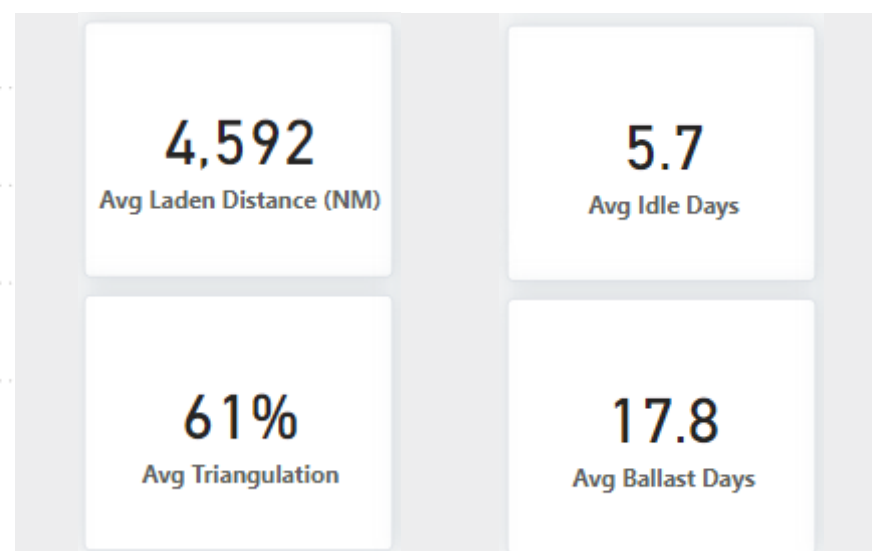 4,592
Avg Laden Distance (NM)
5.7
Avg Idle Days
61%
Avg Triangulation
17.8
Avg Ballast Days